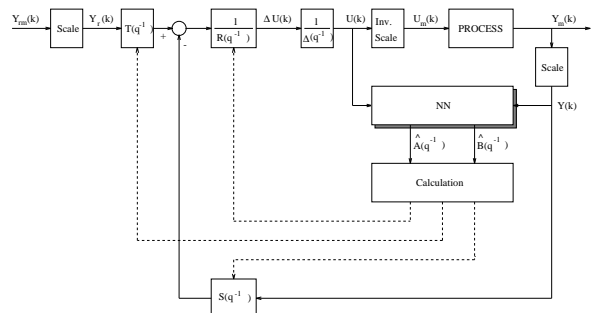 Y_rm(k)
Scale
Y_r(k)
T(q^-1)
+
-
1
R(q^-1)
Δ U(k)
1
Δ(q^-1)
U(k)
Inv.
Scale
U_m(k)
PROCESS
Y_m(k)
Scale
NN
Y(k)
Â(q^-1)
B̂(q^-1)
Calculation
S(q^-1)